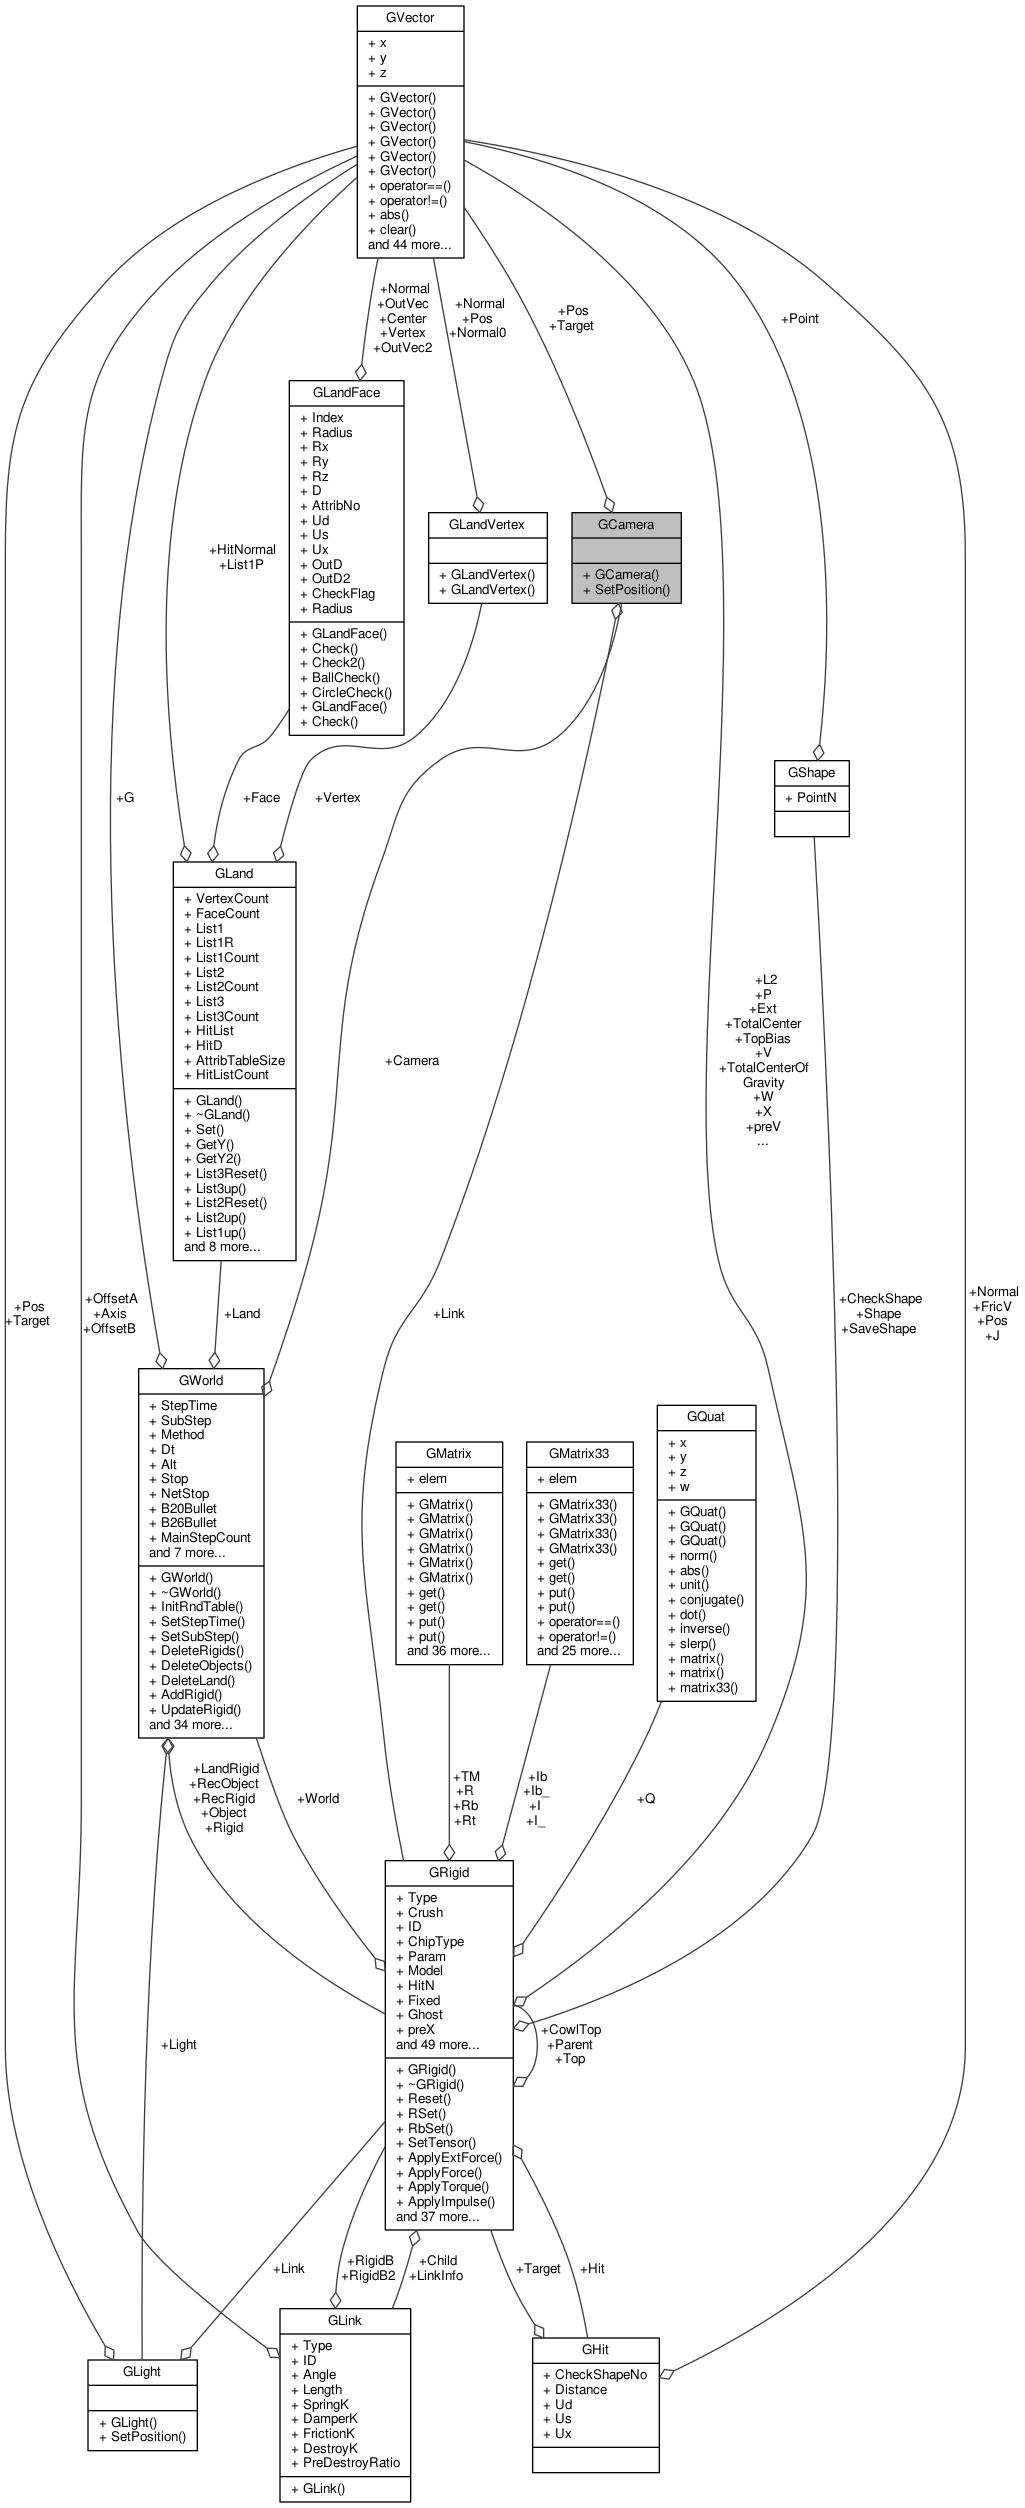 GVector
+ x
+ y
+ z
+ GVector()
+ GVector()
+ GVector()
+ GVector()
+ GVector()
+ GVector()
+ operator==()
+ operator!=()
+ abs()
+ clear()
and 44 more...
+Normal
+OutVec
+Center
+Vertex
+OutVec2
+Normal
+Pos
+Normal0
+Pos
+Target
+Point
GLandFace
+ Index
+ Radius
+ Rx
+ Ry
+ Rz
+ D
+ AttribNo
+ Ud
+ Us
+ Ux
+ OutD
+ OutD2
+ CheckFlag
+ Radius
+ GLandFace()
+ Check()
+ Check2()
+ BallCheck()
+ CircleCheck()
+ GLandFace()
+ Check()
GLandVertex
+ GLandVertex()
+ GLandVertex()
GCamera
+ GCamera()
+ SetPosition()
+HitNormal
+List1P
GShape
+ PointN
+G
+Face
+Vertex
GLand
+ VertexCount
+ FaceCount
+ List1
+ List1R
+ List1Count
+ List2
+ List2Count
+ List3
+ List3Count
+ HitList
+ HitD
+ AttribTableSize
+ HitListCount
+ GLand()
+ ~GLand()
+ Set()
+ GetY()
+ GetY2()
+ List3Reset()
+ List3up()
+ List2Reset()
+ List2up()
+ List1up()
and 8 more...
+Camera
+L2
+P
+Ext
+TotalCenter
+TopBias
+V
+TotalCenterOf
Gravity
+W
+X
+preV
...
+Pos
+Target
+OffsetA
+Axis
+OffsetB
+Land
+Link
+CheckShape
+Shape
+SaveShape
+Normal
+FricV
+Pos
+J
GWorld
+ StepTime
+ SubStep
+ Method
+ Dt
+ Alt
+ Stop
+ NetStop
+ B20Bullet
+ B26Bullet
+ MainStepCount
and 7 more...
+ GWorld()
+ ~GWorld()
+ InitRndTable()
+ SetStepTime()
+ SetSubStep()
+ DeleteRigids()
+ DeleteObjects()
+ DeleteLand()
+ AddRigid()
+ UpdateRigid()
and 34 more...
GMatrix
+ elem
+ GMatrix()
+ GMatrix()
+ GMatrix()
+ GMatrix()
+ GMatrix()
+ GMatrix()
+ get()
+ get()
+ put()
+ put()
and 36 more...
GMatrix33
+ elem
+ GMatrix33()
+ GMatrix33()
+ GMatrix33()
+ GMatrix33()
+ get()
+ get()
+ put()
+ put()
+ operator==()
+ operator!=()
and 25 more...
GQuat
+ x
+ y
+ z
+ w
+ GQuat()
+ GQuat()
+ GQuat()
+ norm()
+ abs()
+ unit()
+ conjugate()
+ dot()
+ inverse()
+ slerp()
+ matrix()
+ matrix()
+ matrix33()
+LandRigid
+RecObject
+RecRigid
+Object
+Rigid
+World
+TM
+R
+Rb
+Rt
+Ib
+Ib_
+I
+I_
+Q
GRigid
+ Type
+ Crush
+ ID
+ ChipType
+ Param
+ Model
+ HitN
+ Fixed
+ Ghost
+ preX
and 49 more...
+ GRigid()
+ ~GRigid()
+ Reset()
+ RSet()
+ RbSet()
+ SetTensor()
+ ApplyExtForce()
+ ApplyForce()
+ ApplyTorque()
+ ApplyImpulse()
and 37 more...
+CowlTop
+Parent
+Top
+Light
+Link
+RigidB
+RigidB2
+Child
+LinkInfo
+Target
+Hit
GLight
+ GLight()
+ SetPosition()
GLink
+ Type
+ ID
+ Angle
+ Length
+ SpringK
+ DamperK
+ FrictionK
+ DestroyK
+ PreDestroyRatio
+ GLink()
GHit
+ CheckShapeNo
+ Distance
+ Ud
+ Us
+ Ux